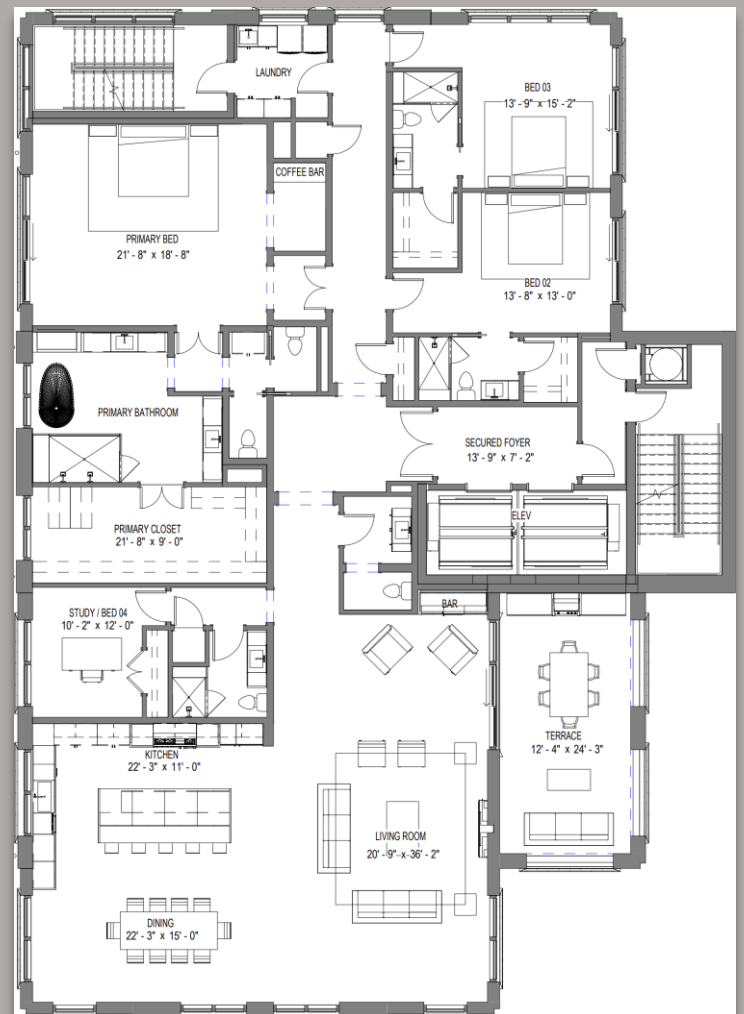 LAUNDRY
BED 03
13' - 9" x 15' - 2"
COFFEE BAR
PRIMARY BED
21' - 8" x 18' - 8"
BED 02
13' - 8" x 13' - 0"
PRIMARY BATHROOM
SECURED FOYER
13' - 9" x 7' - 2"
ELEV
PRIMARY CLOSET
21' - 8" x 9' - 0"
BAR
STUDY / BED 04
10' - 2" x 12' - 0"
TERRACE
12' - 4" x 24' - 3"
KITCHEN
22' - 3" x 11' - 0"
LIVING ROOM
20' - 9" x 36' - 2"
DINING
22' - 3" x 15' - 0"